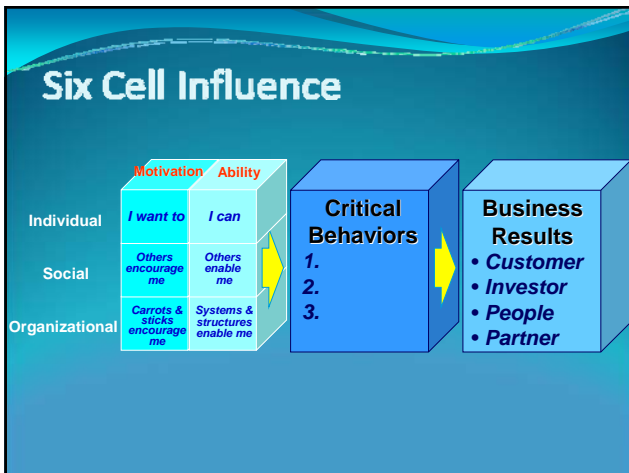 Six Cell Influence
Motivation Ability
Individual
I want to
I can
Social
Others
encourage
me
Others
enable
me
Organizational
Carrots &
sticks
encourage
me
Systems &
structures
enable me
Critical
Behaviors
1.
2.
3.
Business
Results
• Customer
• Investor
• People
• Partner